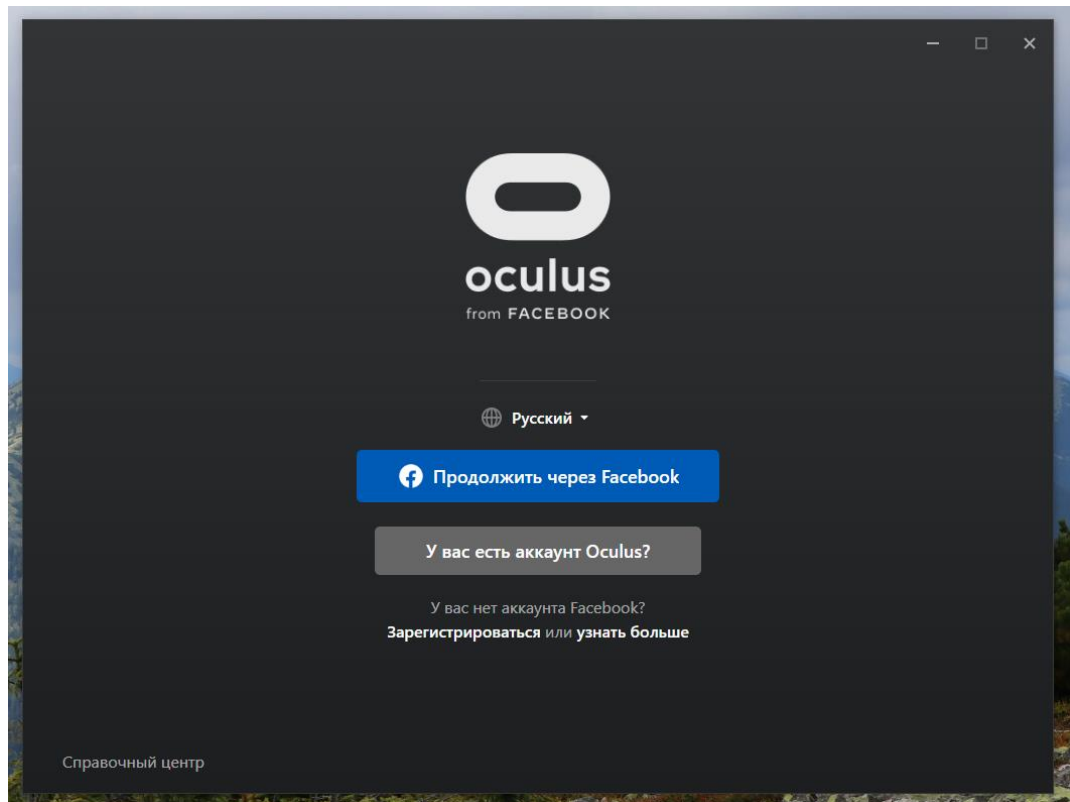 oculus
from FACEBOOK
Русский
Продолжить через Facebook
У вас есть аккаунт Oculus?
У вас нет аккаунта Facebook?
Зарегистрироваться или узнать больше
Справочный центр